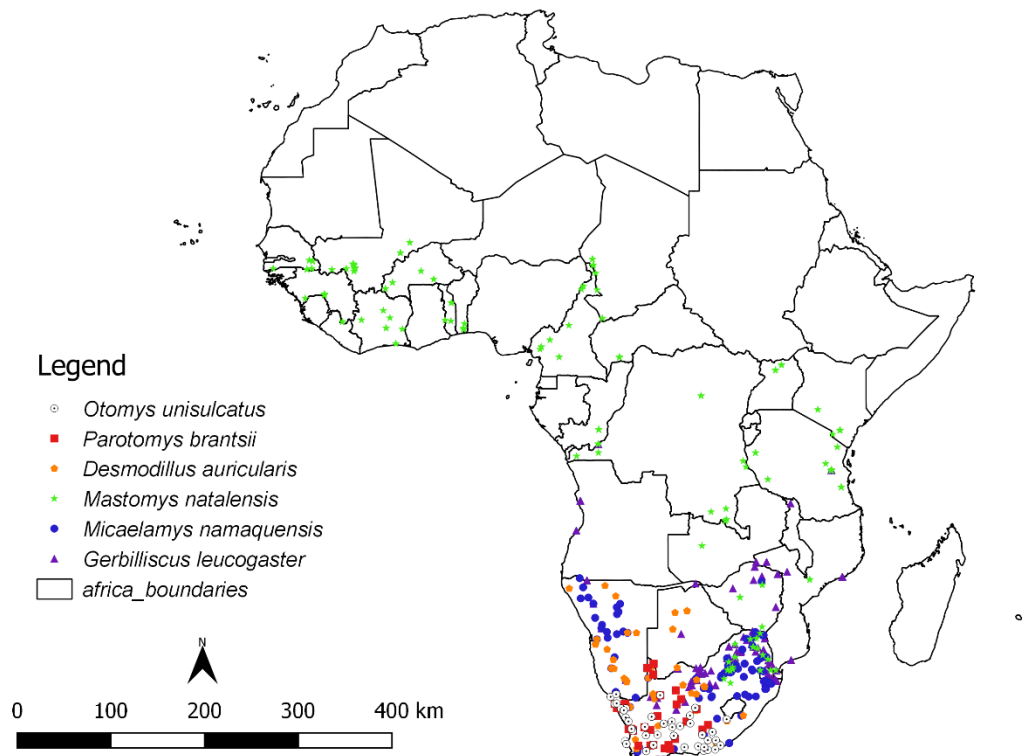 Legend
Otomys unisulcatus
Parotomys brantsii
Desmodillus auricularis
Mastomys natalensis
Micaelamys namaquensis
Gerbilliscus leucogaster
africa_boundaries
N
0 100 200 300 400 km